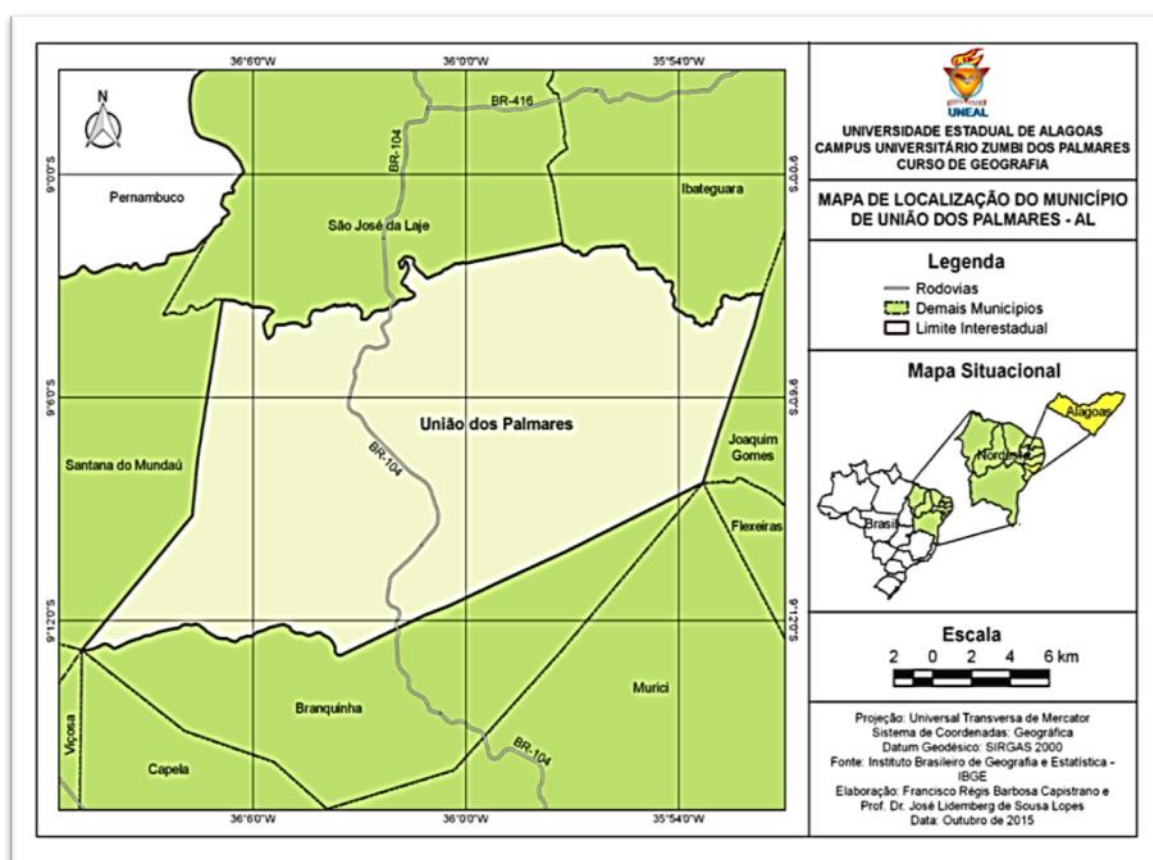 36°6'0"W 36°0'0"W 35°54'0"W
N
BR-416
BR-104
9°0'0"S 9°0'0"S
Pernambuco
São José da Laje
Ibateguara
9°6'0"S 9°6'0"S
União dos Palmares
Santana do Mundaú
BR-104
Joaquim
Gomes
Flexeiras
9°12'0"S 9°12'0"S
Viçosa
Capela
Branquinha
Murici
BR-104
36°6'0"W 36°0'0"W 35°54'0"W
UNEAL
UNIVERSIDADE ESTADUAL DE ALAGOAS
CAMPUS UNIVERSITÁRIO ZUMBI DOS PALMARES
CURSO DE GEOGRAFIA
MAPA DE LOCALIZAÇÃO DO MUNICÍPIO
DE UNIÃO DOS PALMARES - AL
Legenda
Rodovias
Demais Municípios
Limite Interestadual
Mapa Situacional
Alagoas
Nordeste
Brasil
Escala
2 0 2 4 6 km
Projeção: Universal Transversa de Mercator
Sistema de Coordenadas: Geográfica
Datum Geodésico: SIRGAS 2000
Fonte: Instituto Brasileiro de Geografia e Estatística -
IBGE
Elaboração: Francisco Régis Barbosa Capistrano e
Prof. Dr. José Lidemberg de Sousa Lopes
Data: Outubro de 2015